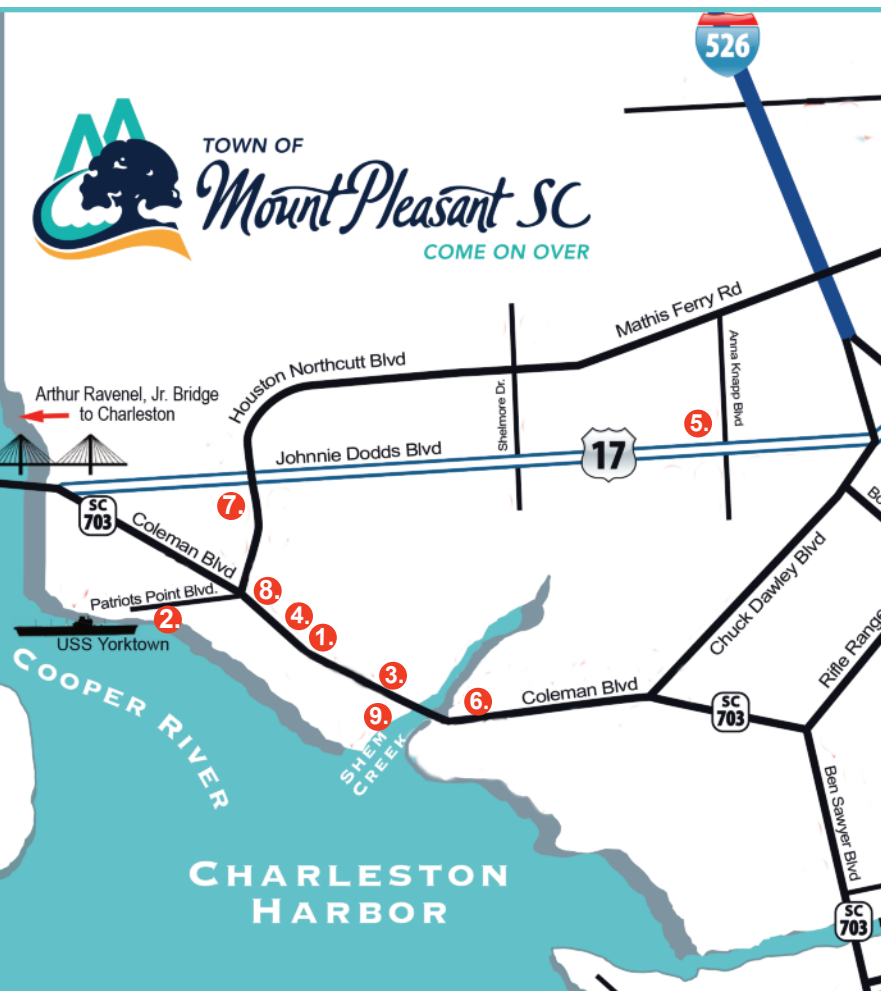 526
TOWN OF
Mount Pleasant SC
COME ON OVER
Mathis Ferry Rd
Anna Knapp Blvd
Houston Northcutt Blvd
Shelmore Dr.
Arthur Ravenel, Jr. Bridge
to Charleston
5.
Johnnie Dodds Blvd
17
7.
SC
703
Coleman Blvd
Patriots Point Blvd.
8.
4.
2.
1.
USS Yorktown
Chuck Dawley Blvd
Rifle Range
COOPER RIVER
3.
6.
Coleman Blvd
SC
703
9.
SHEM
CREEK
Ben Sawyer Blvd
CHARLESTON
HARBOR
SC
703